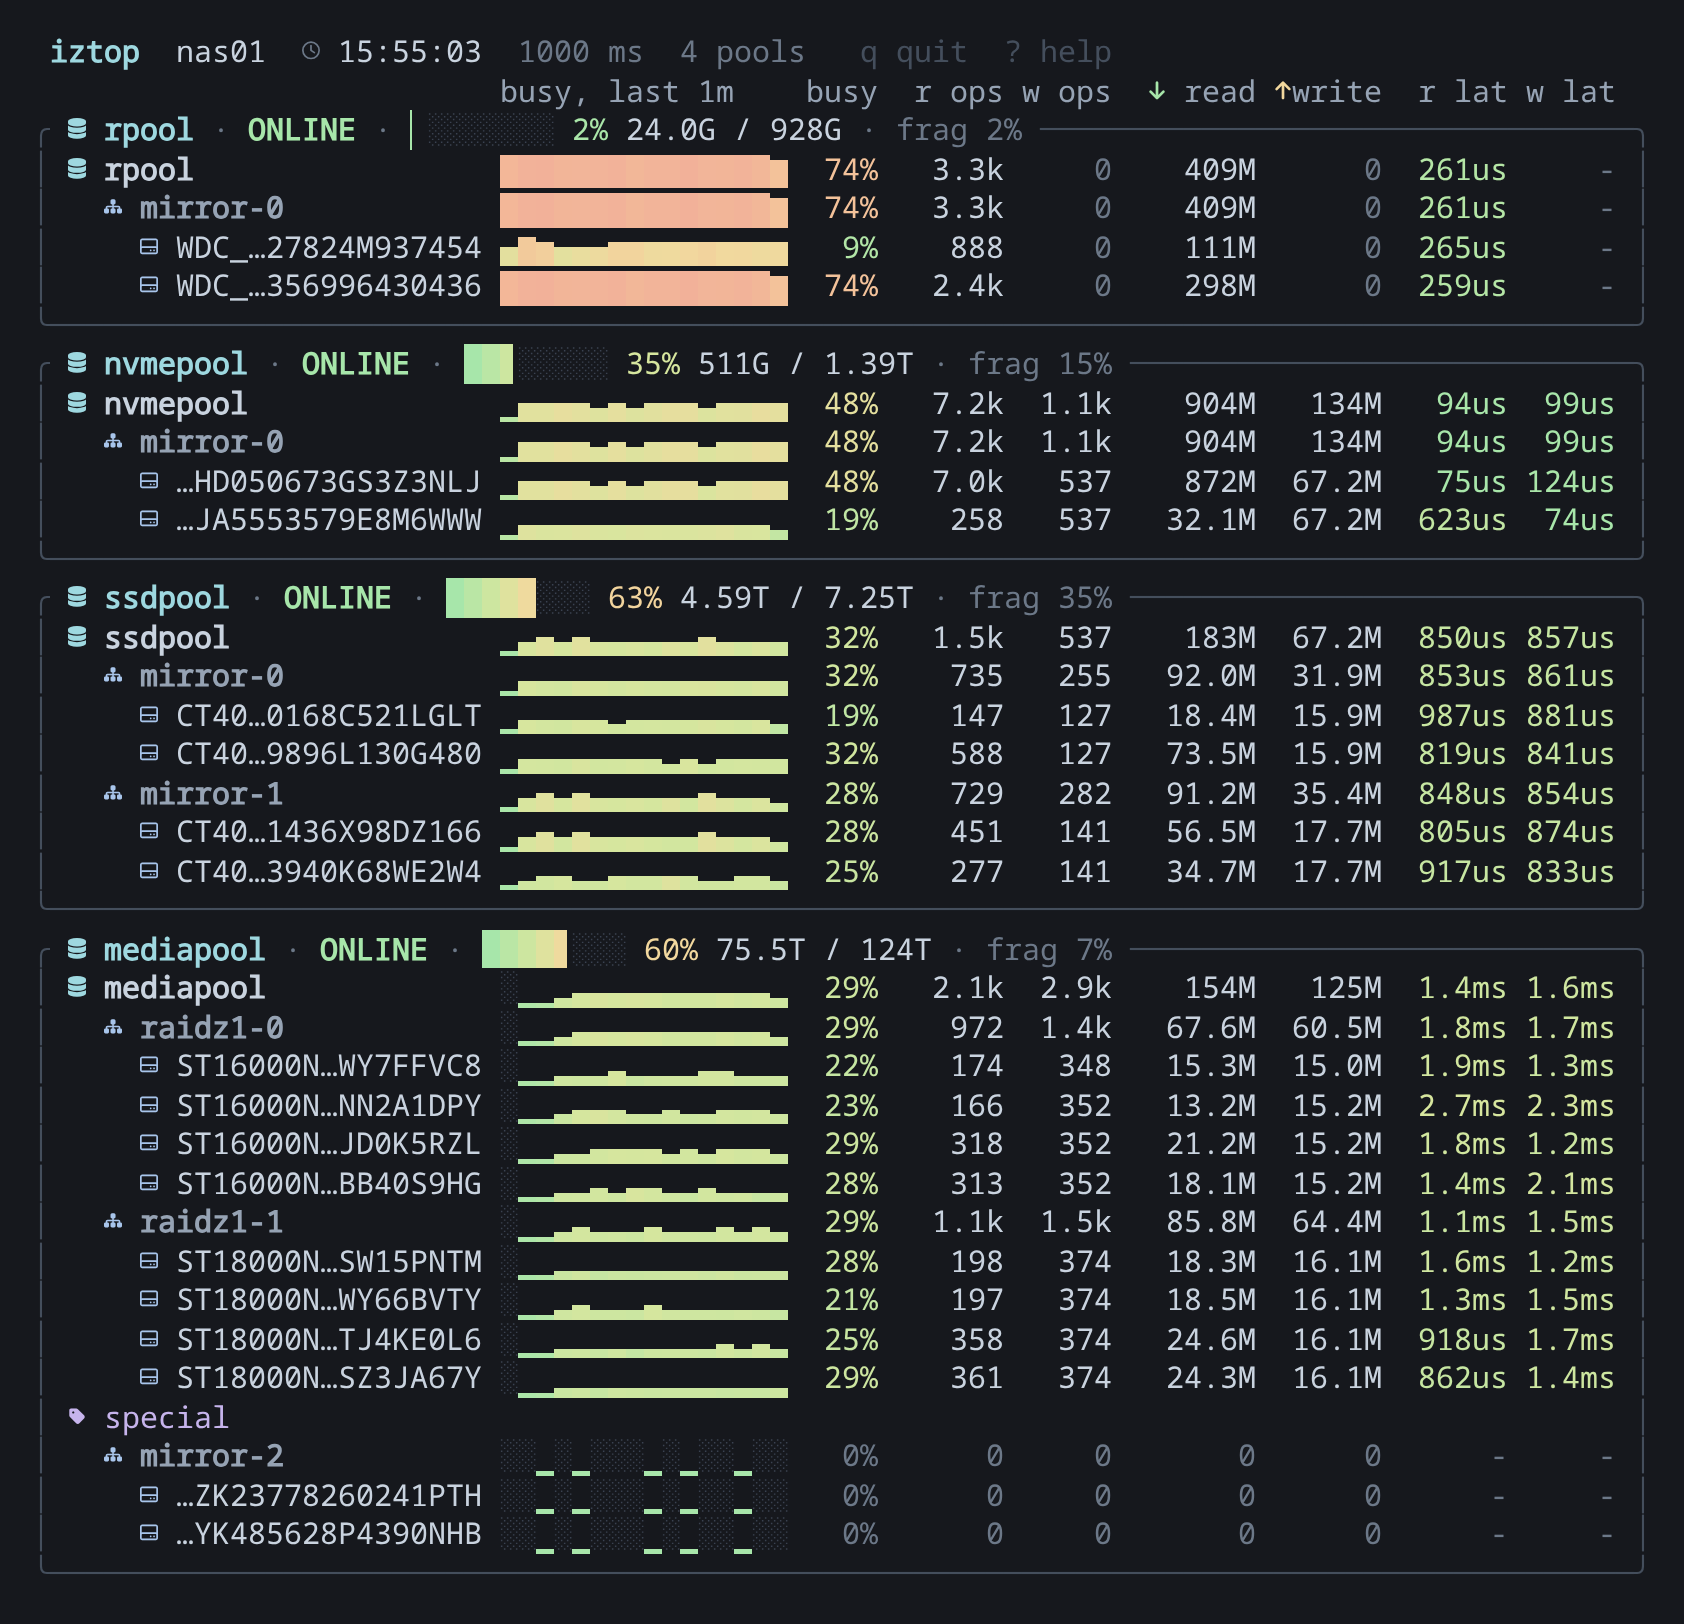 iztop nas01 15:55:03 1000 ms 4 pools q quit ? help
busy, last 1m busy r ops w ops ↓ read ↑write r lat w lat
rpool · ONLINE · 2% 24.0G / 928G · frag 2%
rpool 74% 3.3k 0 409M 0 261us -
mirror-0 74% 3.3k 0 409M 0 261us -
WDC_…27824M937454 9% 888 0 111M 0 265us -
WDC_…356996430436 74% 2.4k 0 298M 0 259us -
nvmepool · ONLINE · 35% 511G / 1.39T · frag 15%
nvmepool 48% 7.2k 1.1k 904M 134M 94us 99us
mirror-0 48% 7.2k 1.1k 904M 134M 94us 99us
…HD050673GS3Z3NLJ 48% 7.0k 537 872M 67.2M 75us 124us
…JA5553579E8M6WWW 19% 258 537 32.1M 67.2M 623us 74us
ssdpool · ONLINE · 63% 4.59T / 7.25T · frag 35%
ssdpool 32% 1.5k 537 183M 67.2M 850us 857us
mirror-0 32% 735 255 92.0M 31.9M 853us 861us
CT40…0168C521LGLT 19% 147 127 18.4M 15.9M 987us 881us
CT40…9896L130G480 32% 588 127 73.5M 15.9M 819us 841us
mirror-1 28% 729 282 91.2M 35.4M 848us 854us
CT40…1436X98DZ166 28% 451 141 56.5M 17.7M 805us 874us
CT40…3940K68WE2W4 25% 277 141 34.7M 17.7M 917us 833us
mediapool · ONLINE · 60% 75.5T / 124T · frag 7%
mediapool 29% 2.1k 2.9k 154M 125M 1.4ms 1.6ms
raidz1-0 29% 972 1.4k 67.6M 60.5M 1.8ms 1.7ms
ST16000N…WY7FFVC8 22% 174 348 15.3M 15.0M 1.9ms 1.3ms
ST16000N…NN2A1DPY 23% 166 352 13.2M 15.2M 2.7ms 2.3ms
ST16000N…JD0K5RZL 29% 318 352 21.2M 15.2M 1.8ms 1.2ms
ST16000N…BB40S9HG 28% 313 352 18.1M 15.2M 1.4ms 2.1ms
raidz1-1 29% 1.1k 1.5k 85.8M 64.4M 1.1ms 1.5ms
ST18000N…SW15PNTM 28% 198 374 18.3M 16.1M 1.6ms 1.2ms
ST18000N…WY66BVTY 21% 197 374 18.5M 16.1M 1.3ms 1.5ms
ST18000N…TJ4KE0L6 25% 358 374 24.6M 16.1M 918us 1.7ms
ST18000N…SZ3JA67Y 29% 361 374 24.3M 16.1M 862us 1.4ms
special
mirror-2 0% 0 0 0 0 - -
…ZK23778260241PTH 0% 0 0 0 0 - -
…YK485628P4390NHB 0% 0 0 0 0 - -